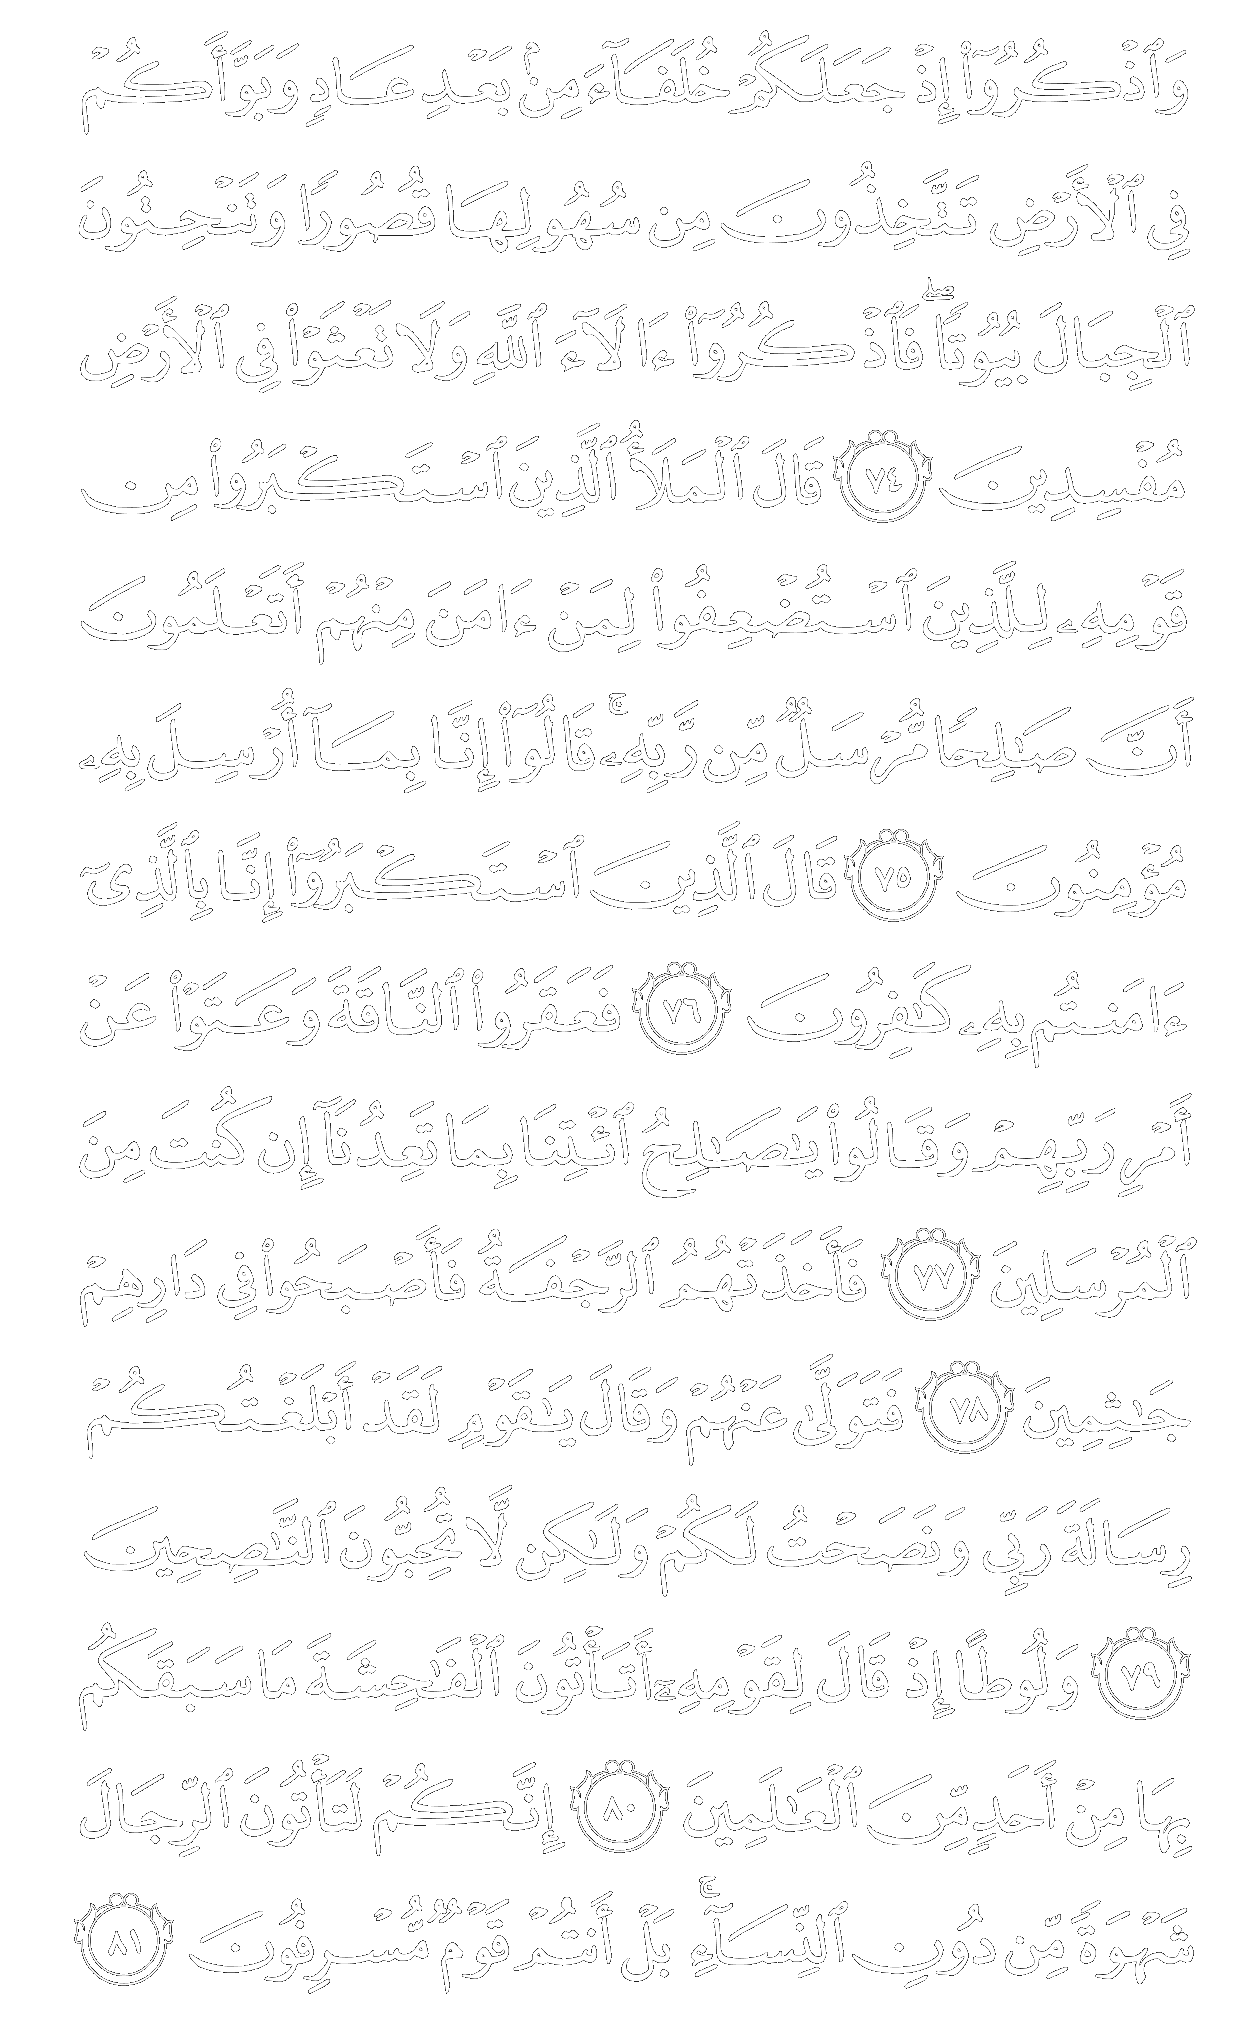 وَٱذْكُرُوٓا۟ إِذْ جَعَلَكُمْ خُلَفَآءَ مِنۢ بَعْدِ عَادٍ وَبَوَّأَكُمْ
فِى ٱلْأَرْضِ تَتَّخِذُونَ مِن سُهُولِهَا قُصُورًا وَتَنْحِتُونَ
ٱلْجِبَالَ بُيُوتًا ۖ فَٱذْكُرُوٓا۟ ءَالَآءَ ٱللَّهِ وَلَا تَعْثَوْا۟ فِى ٱلْأَرْضِ
مُفْسِدِينَ ٧٤ قَالَ ٱلْمَلَأُ ٱلَّذِينَ ٱسْتَكْبَرُوا۟ مِن
قَوْمِهِۦ لِلَّذِينَ ٱسْتُضْعِفُوا۟ لِمَنْ ءَامَنَ مِنْهُمْ أَتَعْلَمُونَ
أَنَّ صَـٰلِحًا مُّرْسَلٌ مِّن رَّبِّهِۦ ۚ قَالُوٓا۟ إِنَّا بِمَآ أُرْسِلَ بِهِۦ
مُؤْمِنُونَ ٧٥ قَالَ ٱلَّذِينَ ٱسْتَكْبَرُوٓا۟ إِنَّا بِٱلَّذِىٓ
ءَامَنتُم بِهِۦ كَـٰفِرُونَ ٧٦ فَعَقَرُوا۟ ٱلنَّاقَةَ وَعَتَوْا۟ عَنْ
أَمْرِ رَبِّهِمْ وَقَالُوا۟ يَـٰصَـٰلِحُ ٱئْتِنَا بِمَا تَعِدُنَآ إِن كُنتَ مِنَ
ٱلْمُرْسَلِينَ ٧٧ فَأَخَذَتْهُمُ ٱلرَّجْفَةُ فَأَصْبَحُوا۟ فِى دَارِهِمْ
جَـٰثِمِينَ ٧٨ فَتَوَلَّىٰ عَنْهُمْ وَقَالَ يَـٰقَوْمِ لَقَدْ أَبْلَغْتُكُمْ
رِسَالَةَ رَبِّى وَنَصَحْتُ لَكُمْ وَلَـٰكِن لَّا تُحِبُّونَ ٱلنَّـٰصِحِينَ
٧٩ وَلُوطًا إِذْ قَالَ لِقَوْمِهِۦٓ أَتَأْتُونَ ٱلْفَـٰحِشَةَ مَا سَبَقَكُم
بِهَا مِنْ أَحَدٍ مِّنَ ٱلْعَـٰلَمِينَ ٨٠ إِنَّكُمْ لَتَأْتُونَ ٱلرِّجَالَ
شَهْوَةً مِّن دُونِ ٱلنِّسَآءِ ۚ بَلْ أَنتُمْ قَوْمٌ مُّسْرِفُونَ ٨١